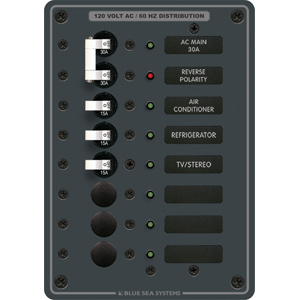 120 VOLT AC / 60 HZ DISTRIBUTION
30A
AC MAIN
30A
30A
REVERSE
POLARITY
15A
AIR
CONDITIONER
15A
REFRIGERATOR
15A
TV/STEREO
BLUE SEA SYSTEMS